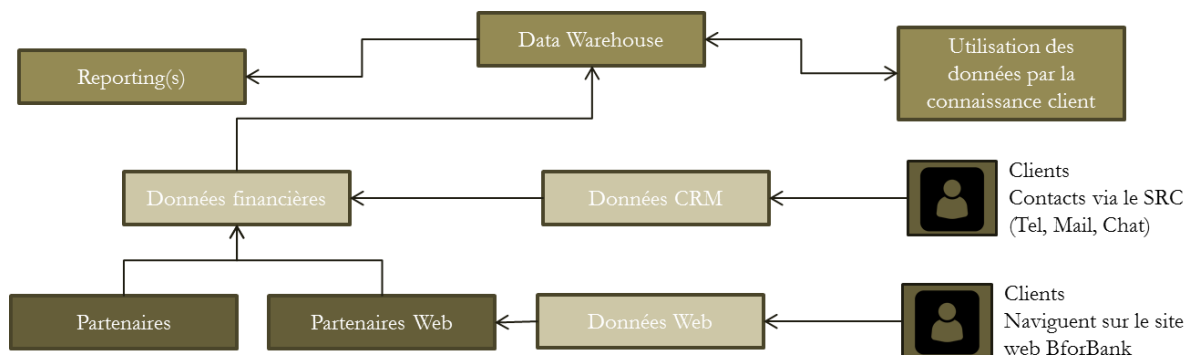 Data Warehouse
Reporting(s)
Utilisation des
données par la
connaissance client
Données financières
Données CRM
Clients
Contacts via le SRC
(Tel, Mail, Chat)
Partenaires
Partenaires Web
Données Web
Clients
Naviguent sur le site
web BforBank